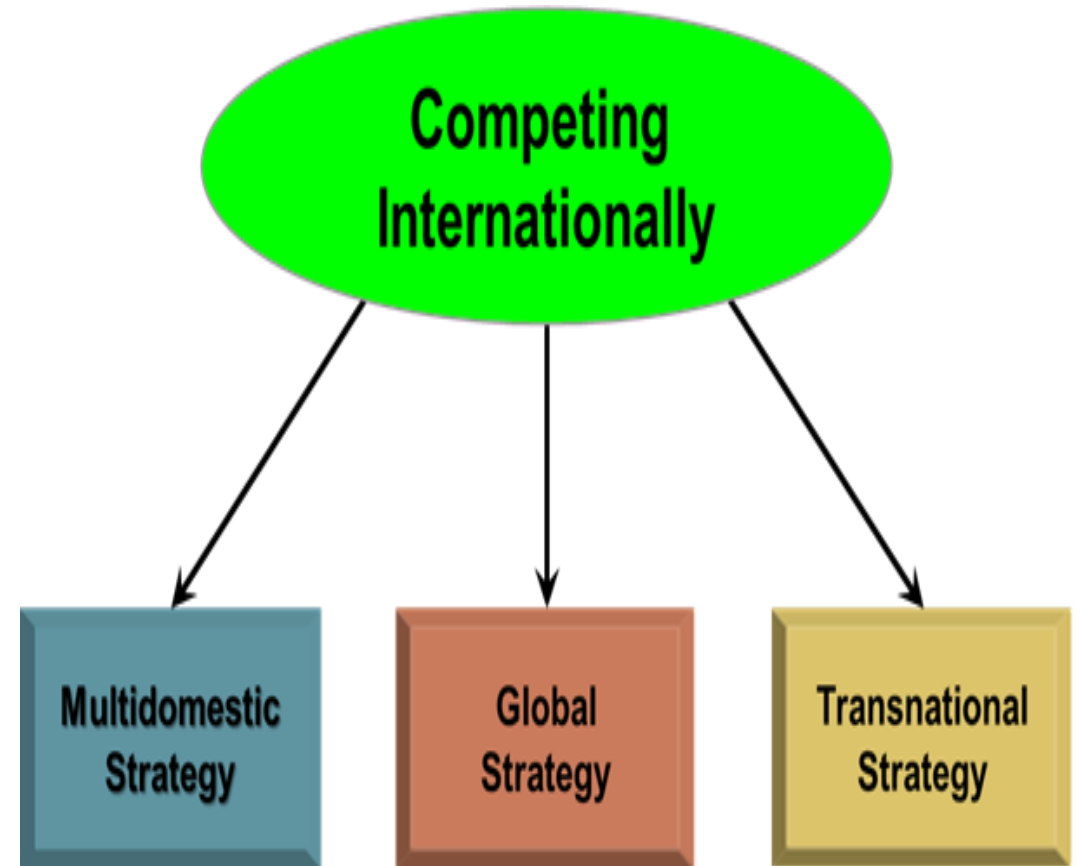 Competing
Internationally
Multidomestic
Strategy
Global
Strategy
Transnational
Strategy